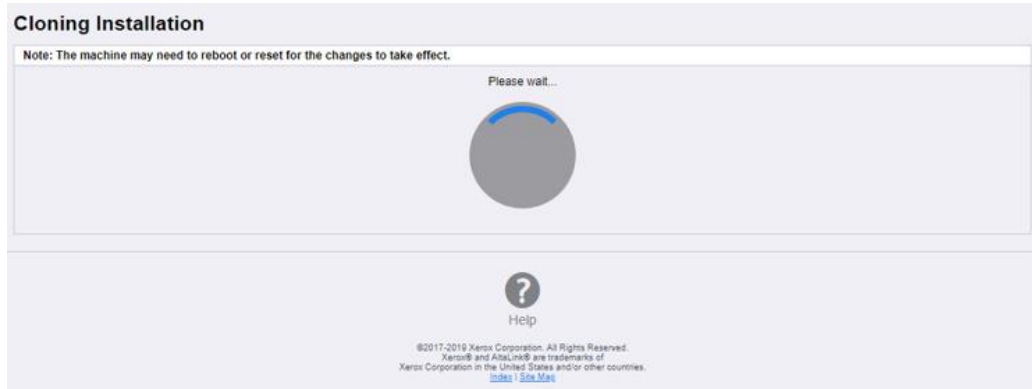 Cloning Installation
Note: The machine may need to reboot or reset for the changes to take effect.
Please wait...
?
Help
©2017-2019 Xerox Corporation. All Rights Reserved.
Xerox® and AltaLink® are trademarks of
Xerox Corporation in the United States and/or other countries.
Index | Site Map